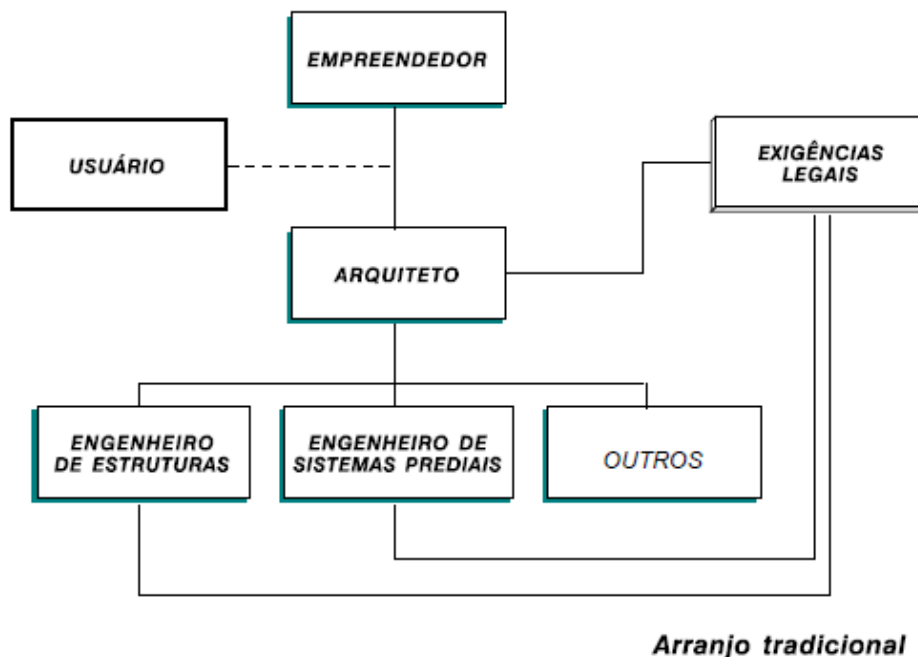 EMPREENDEDOR
USUÁRIO
EXIGÊNCIAS
LEGAIS
ARQUITETO
ENGENHEIRO
DE ESTRUTURAS
ENGENHEIRO DE
SISTEMAS PREDIAIS
OUTROS
Arranjo tradicional